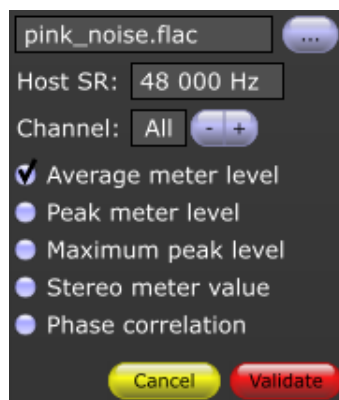 pink_noise.flac ...
Host SR: 48 000 Hz
Channel: All - +
Average meter level
Peak meter level
Maximum peak level
Stereo meter value
Phase correlation
Cancel Validate